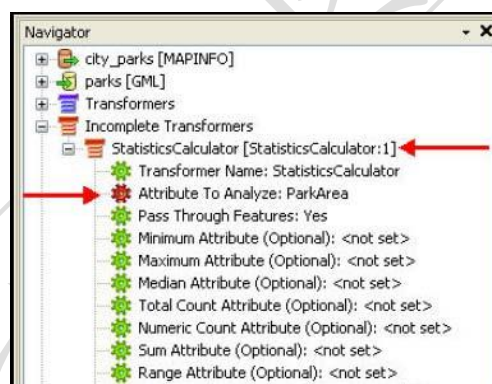 Navigator
city_parks [MAPINFO]
parks [GML]
Transformers
Incomplete Transformers
StatisticsCalculator [StatisticsCalculator:1]
Transformer Name: StatisticsCalculator
Attribute To Analyze: ParkArea
Pass Through Features: Yes
Minimum Attribute (Optional): <not set>
Maximum Attribute (Optional): <not set>
Median Attribute (Optional): <not set>
Total Count Attribute (Optional): <not set>
Numeric Count Attribute (Optional): <not set>
Sum Attribute (Optional): <not set>
Range Attribute (Optional): <not set>